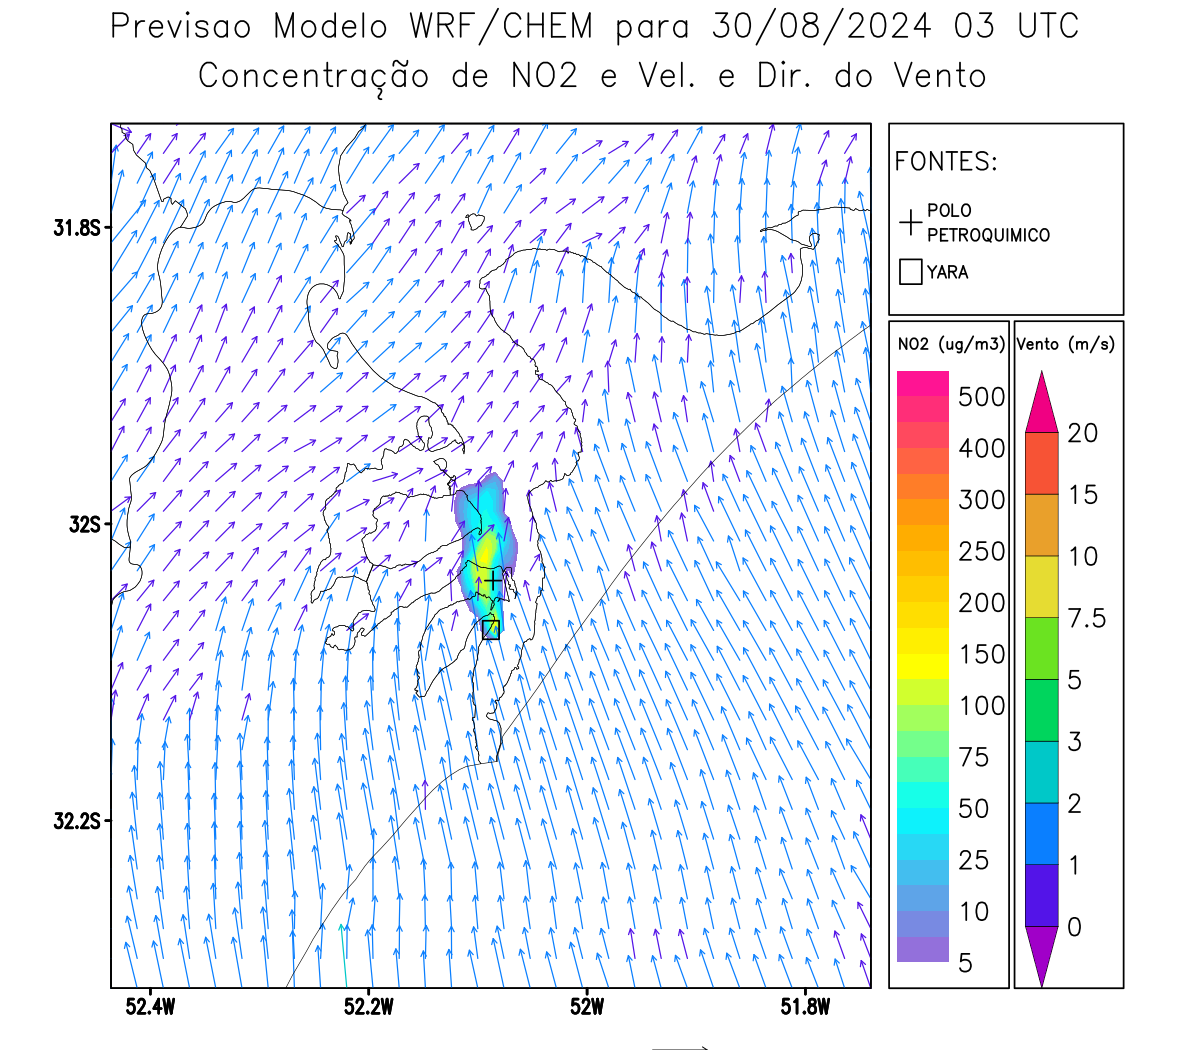 Previsao Modelo WRF/CHEM para 30/08/2024 03 UTC
Concentração de NO2 e Vel. e Dir. do Vento
FONTES:
POLO
PETROQUIMICO
YARA
NO2 (ug/m3)
500
400
300
250
200
150
100
75
50
25
10
5
Vento (m/s)
20
15
10
7.5
5
3
2
1
0
31.8S
32S
32.2S
52.4W
52.2W
52W
51.8W